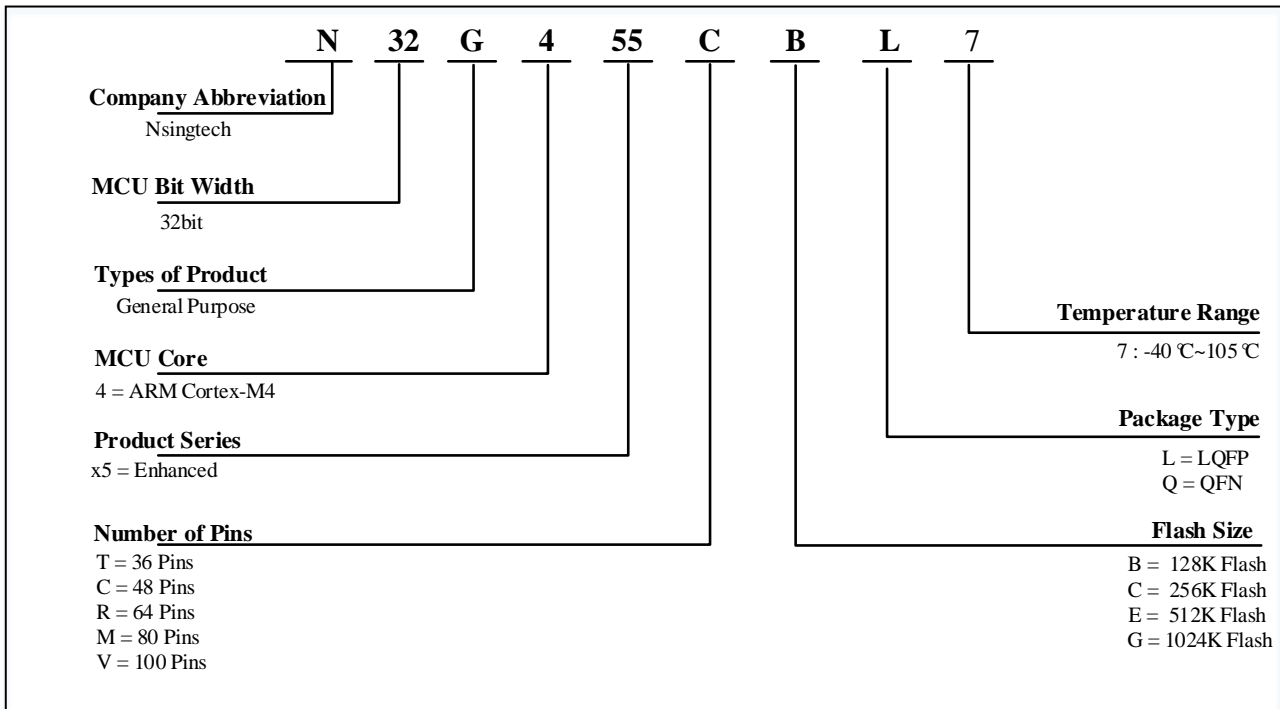 N 32 G 4 55 C B L 7
Company Abbreviation
Nsingtech
MCU Bit Width
32bit
Types of Product
General Purpose
MCU Core
4 = ARM Cortex-M4
Product Series
x5 = Enhanced
Number of Pins
T = 36 Pins
C = 48 Pins
R = 64 Pins
M = 80 Pins
V = 100 Pins
Temperature Range
7 : -40 ℃~105 ℃
Package Type
L = LQFP
Q = QFN
Flash Size
B = 128K Flash
C = 256K Flash
E = 512K Flash
G = 1024K Flash